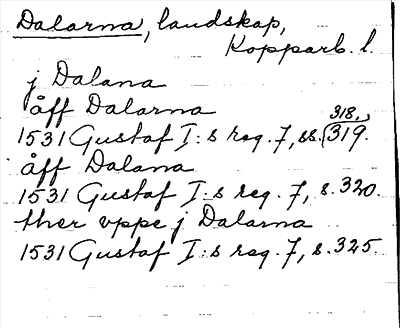 Dalarna, landskap,
Kopparb. l.
j Dalana
åff Dalarna
318.,
1531 Gustaf I:s reg. 7, ss. 319.
åff Dalana
1531 Gustaf I:s reg. 7, s. 320.
ther vppe j Dalarna
1531 Gustaf I:s reg. 7, s. 325.